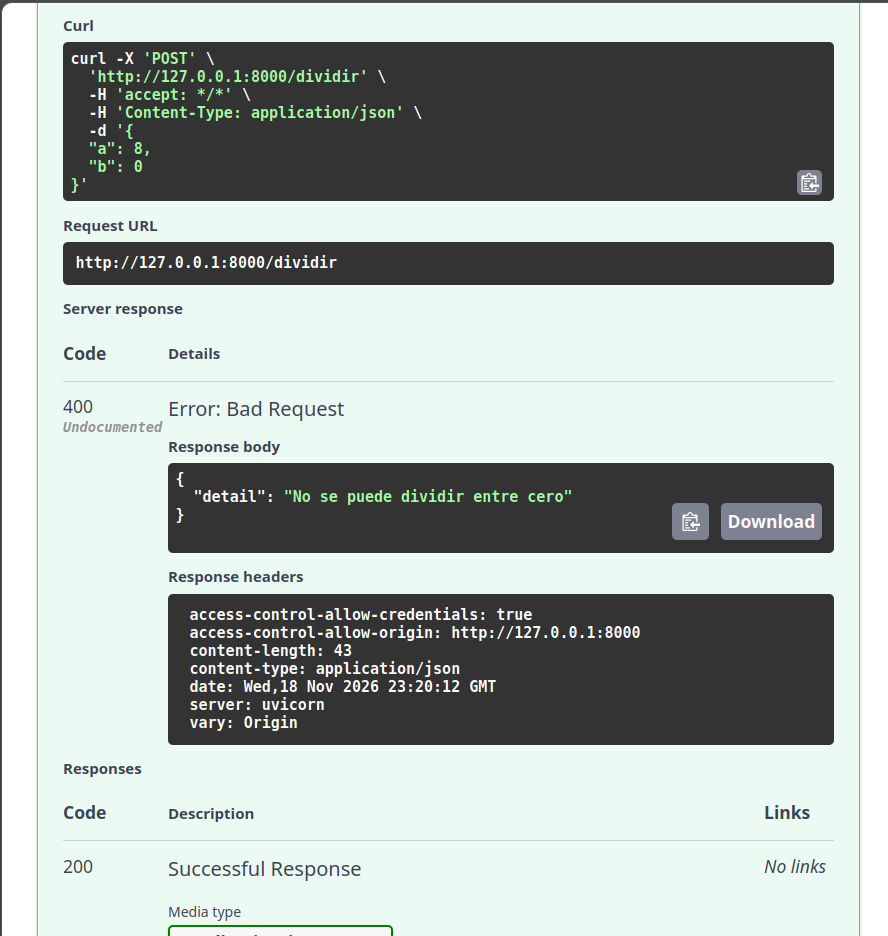 Curl
curl -X 'POST' \
'http://127.0.0.1:8000/dividir' \
-H 'accept: */*' \
-H 'Content-Type: application/json' \
-d '{
"a": 8,
"b": 0
}'
Request URL
http://127.0.0.1:8000/dividir
Server response
Code Details
400 Error: Bad Request
Undocumented
Response body
{
"detail": "No se puede dividir entre cero"
}
Download
Response headers
access-control-allow-credentials: true
access-control-allow-origin: http://127.0.0.1:8000
content-length: 43
content-type: application/json
date: Wed,18 Nov 2026 23:20:12 GMT
server: uvicorn
vary: Origin
Responses
Code Description Links
200 Successful Response No links
Media type